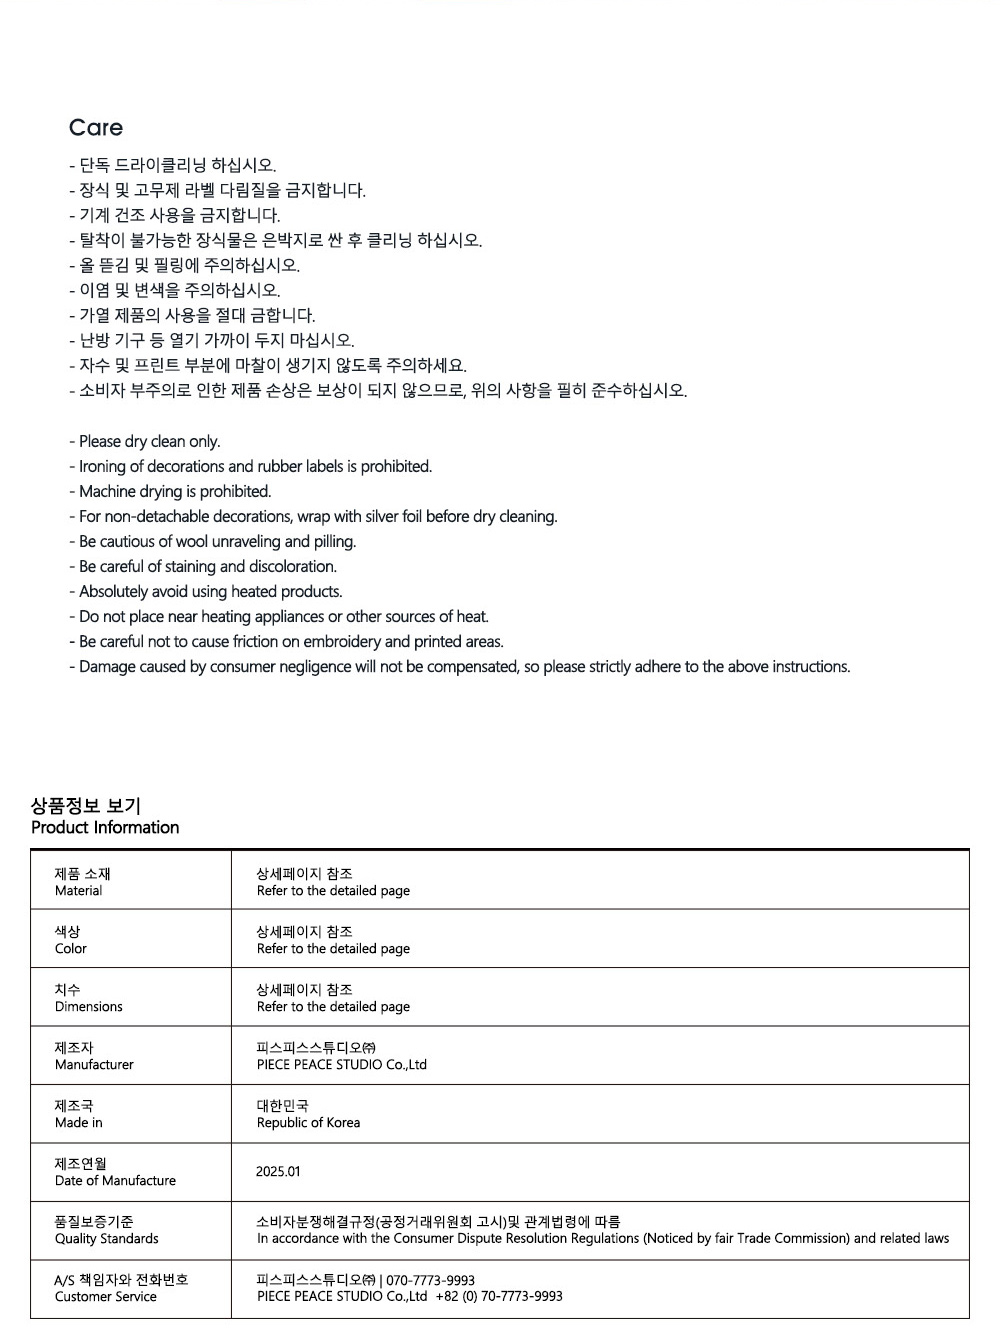 Care
- 단독 드라이클리닝 하십시오.
- 장식 및 고무제 라벨 다림질을 금지합니다.
- 기계 건조 사용을 금지합니다.
- 탈착이 불가능한 장식물은 은박지로 싼 후 클리닝 하십시오.
- 올 뜯김 및 필링에 주의하십시오.
- 이염 및 변색을 주의하십시오.
- 가열 제품의 사용을 절대 금합니다.
- 난방 기구 등 열기 가까이 두지 마십시오.
- 자수 및 프린트 부분에 마찰이 생기지 않도록 주의하세요.
- 소비자 부주의로 인한 제품 손상은 보상이 되지 않으므로, 위의 사항을 필히 준수하십시오.
- Please dry clean only.
- Ironing of decorations and rubber labels is prohibited.
- Machine drying is prohibited.
- For non-detachable decorations, wrap with silver foil before dry cleaning.
- Be cautious of wool unraveling and pilling.
- Be careful of staining and discoloration.
- Absolutely avoid using heated products.
- Do not place near heating appliances or other sources of heat.
- Be careful not to cause friction on embroidery and printed areas.
- Damage caused by consumer negligence will not be compensated, so please strictly adhere to the above instructions.
상품정보 보기
Product Information
제품 소재
Material
상세페이지 참조
Refer to the detailed page
색상
Color
상세페이지 참조
Refer to the detailed page
치수
Dimensions
상세페이지 참조
Refer to the detailed page
제조자
Manufacturer
피스피스스튜디오㈜
PIECE PEACE STUDIO Co.,Ltd
제조국
Made in
대한민국
Republic of Korea
제조연월
Date of Manufacture
2025.01
품질보증기준
Quality Standards
소비자분쟁해결규정(공정거래위원회 고시)및 관계법령에 따름
In accordance with the Consumer Dispute Resolution Regulations (Noticed by fair Trade Commission) and related laws
A/S 책임자와 전화번호
Customer Service
피스피스스튜디오㈜ | 070-7773-9993
PIECE PEACE STUDIO Co.,Ltd +82 (0) 70-7773-9993